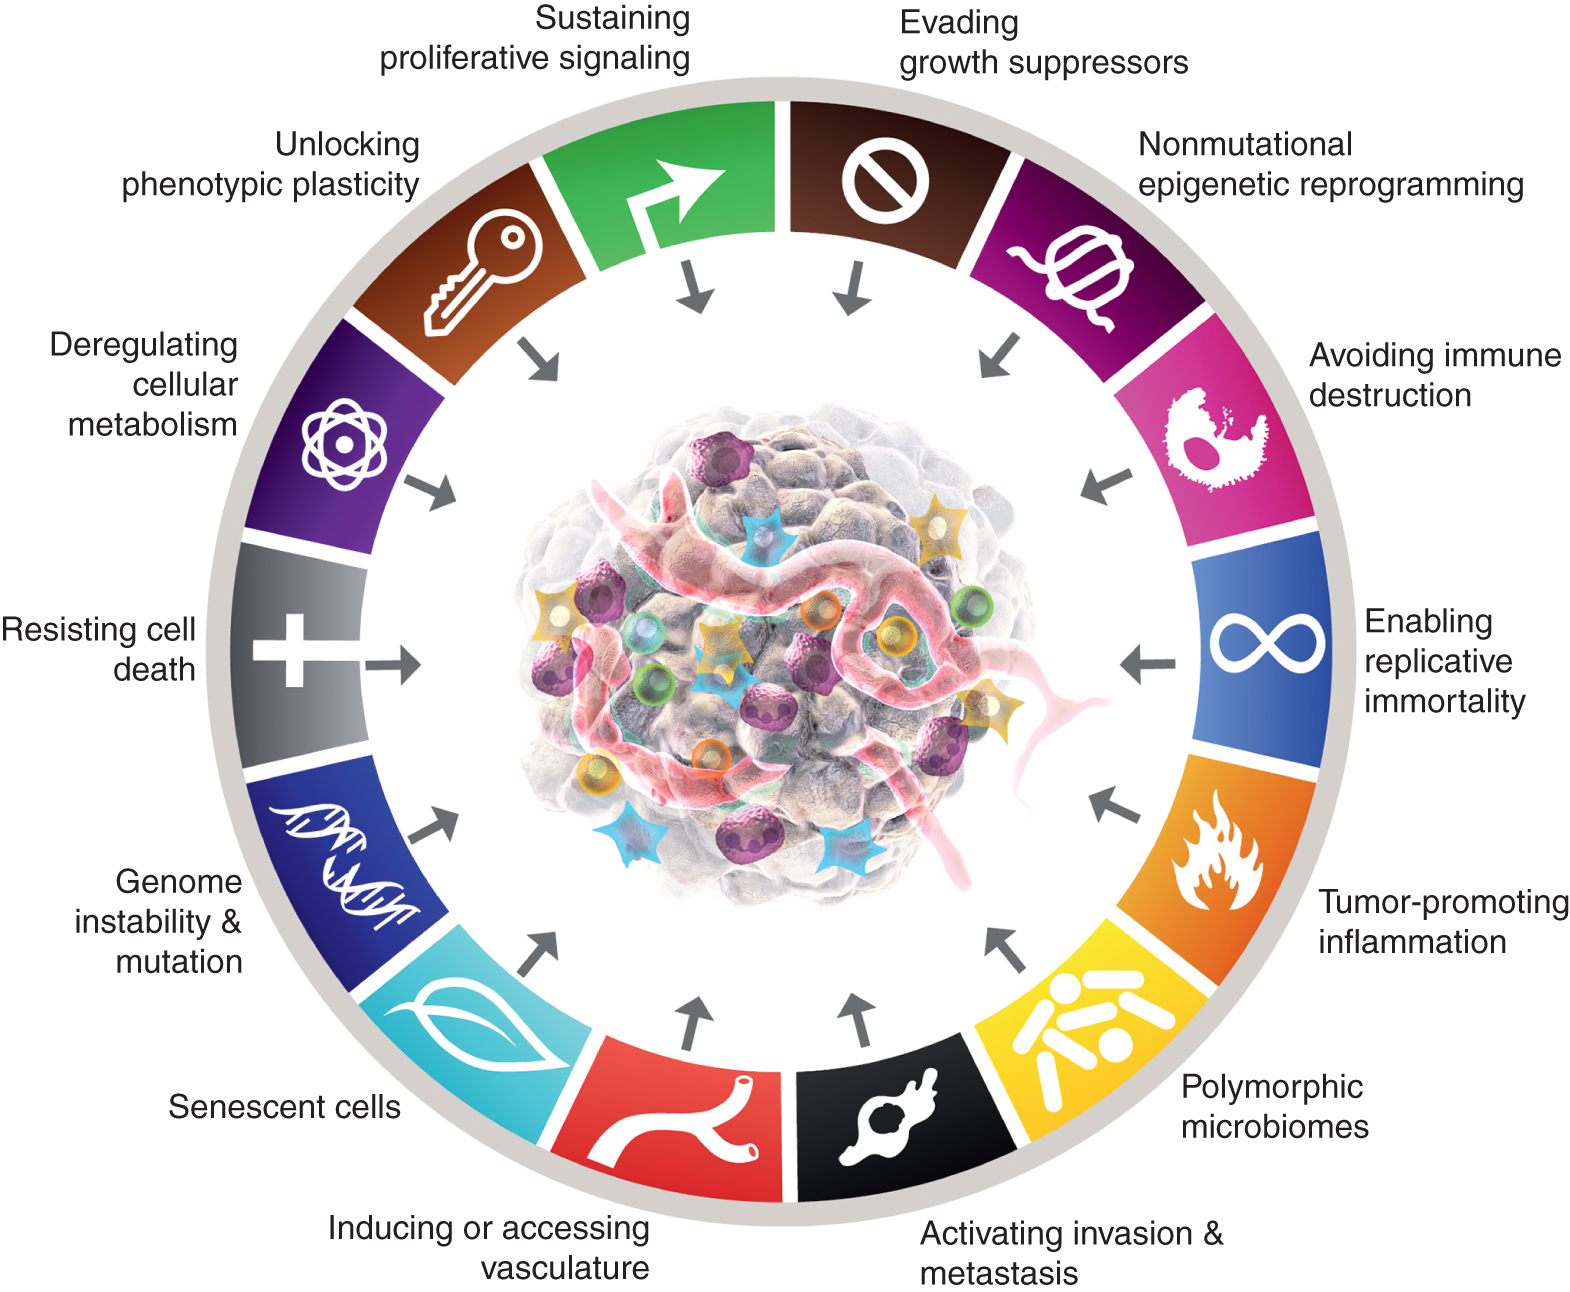 Sustaining
proliferative signaling
Evading
growth suppressors
Nonmutational
epigenetic reprogramming
Avoiding immune
destruction
Enabling
replicative
immortality
Tumor-promoting
inflammation
Polymorphic
microbiomes
Activating invasion &
metastasis
Inducing or accessing
vasculature
Senescent cells
Genome
instability &
mutation
Resisting cell
death
Deregulating
cellular
metabolism
Unlocking
phenotypic plasticity